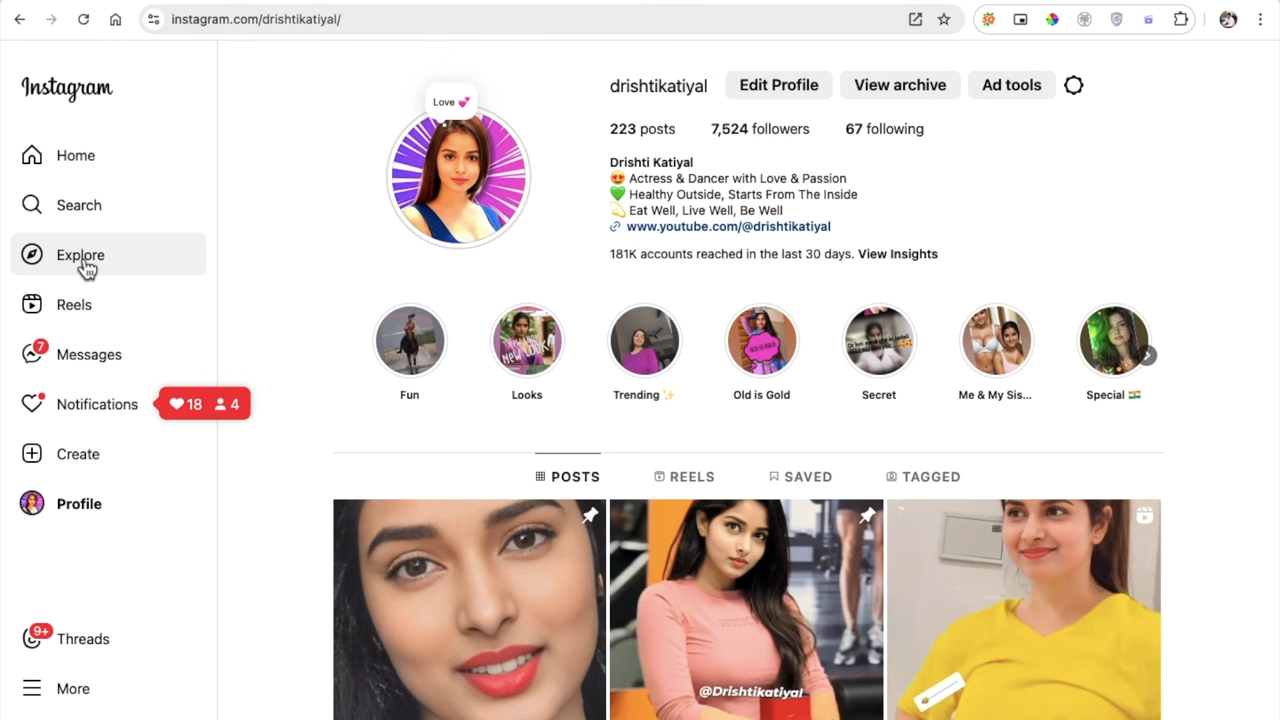 instagram.com/drishtikatiyal/
Instagram
Home
Search
Explore
Reels
7
Messages
Notifications
18 4
Create
Profile
9+
Threads
More
Love 💕
drishtikatiyal
Edit Profile
View archive
Ad tools
223 posts 7,524 followers 67 following
Drishti Katiyal
😍 Actress & Dancer with Love & Passion
💚 Healthy Outside, Starts From The Inside
💫 Eat Well, Live Well, Be Well
www.youtube.com/@drishtikatiyal
181K accounts reached in the last 30 days. View Insights
NEW LOOK
Fun
Looks
Trending ✨
Old is Gold
Secret
Me & My Sis...
Special 🇮🇳
POSTS
REELS
SAVED
TAGGED
@Drishtikatiyal